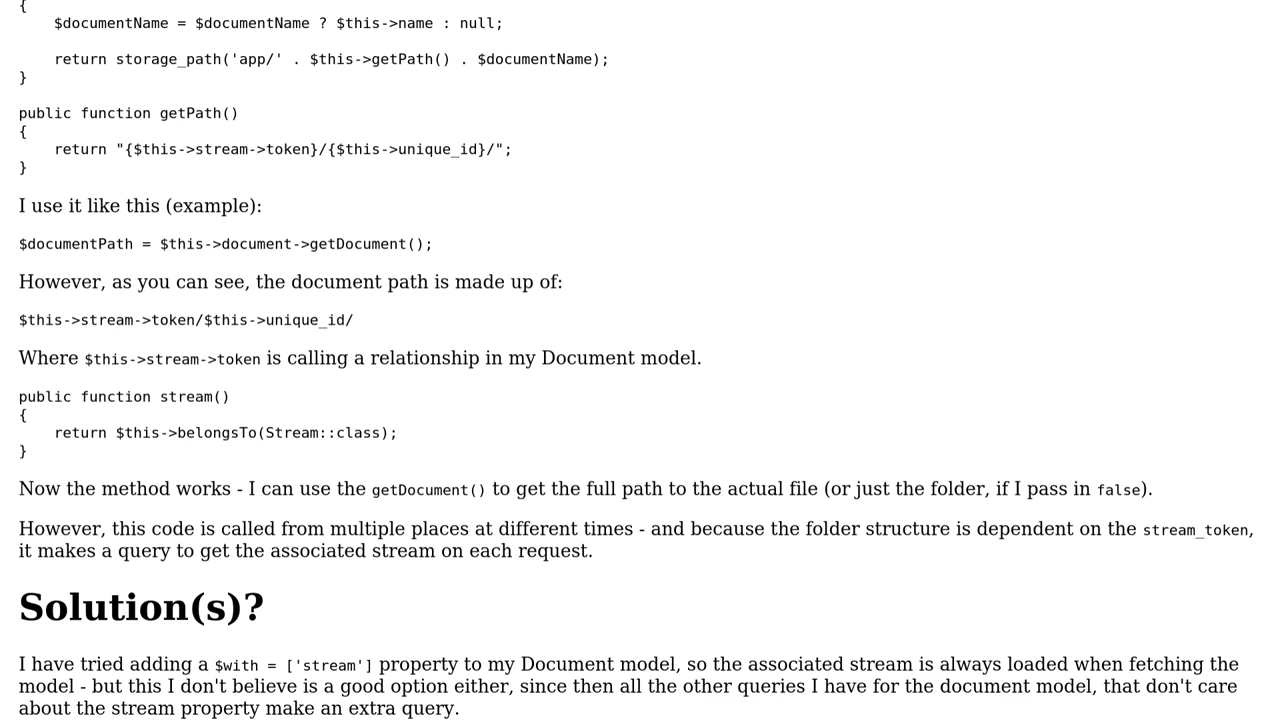 {
    $documentName = $documentName ? $this->name : null;

    return storage_path('app/' . $this->getPath() . $documentName);
}

public function getPath()
{
    return "{$this->stream->token}/{$this->unique_id}/";
}
I use it like this (example):
$documentPath = $this->document->getDocument();
However, as you can see, the document path is made up of:
$this->stream->token/$this->unique_id/
Where $this->stream->token is calling a relationship in my Document model.
public function stream()
{
    return $this->belongsTo(Stream::class);
}
Now the method works - I can use the getDocument() to get the full path to the actual file (or just the folder, if I pass in false).
However, this code is called from multiple places at different times - and because the folder structure is dependent on the stream_token,
it makes a query to get the associated stream on each request.
Solution(s)?
I have tried adding a $with = ['stream'] property to my Document model, so the associated stream is always loaded when fetching the
model - but this I don't believe is a good option either, since then all the other queries I have for the document model, that don't care
about the stream property make an extra query.